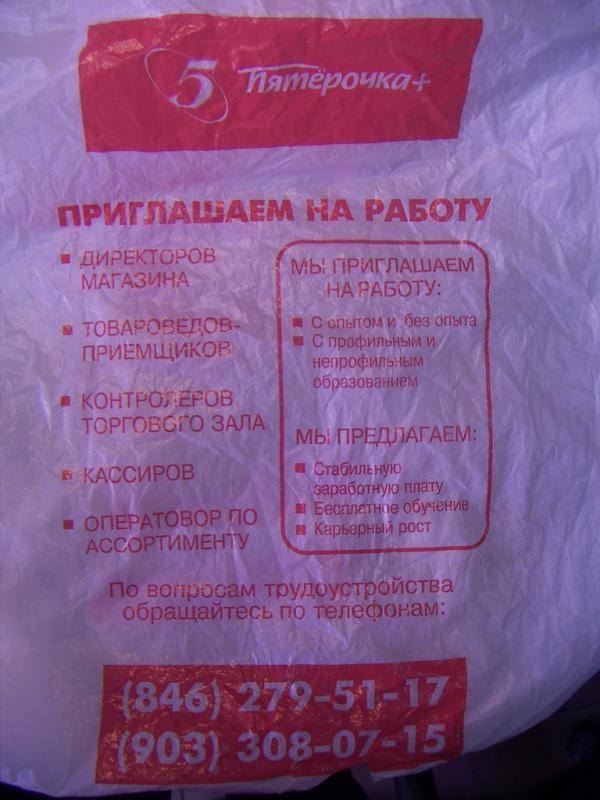 5 Пятёрочка+
ПРИГЛАШАЕМ НА РАБОТУ
ДИРЕКТОРОВ
МАГАЗИНА
ТОВАРОВЕДОВ-
ПРИЕМЩИКОВ
КОНТРОЛЕРОВ
ТОРГОВОГО ЗАЛА
КАССИРОВ
ОПЕРАТОВОР ПО
АССОРТИМЕНТУ
МЫ ПРИГЛАШАЕМ
НА РАБОТУ:
С опытом и без опыта
С профильным и
непрофильным
образованием
МЫ ПРЕДЛАГАЕМ:
Стабильную
заработную плату
Бесплатное обучение
Карьерный рост
По вопросам трудоустройства
обращайтесь по телефонам:
(846) 279-51-17
(903) 308-07-15